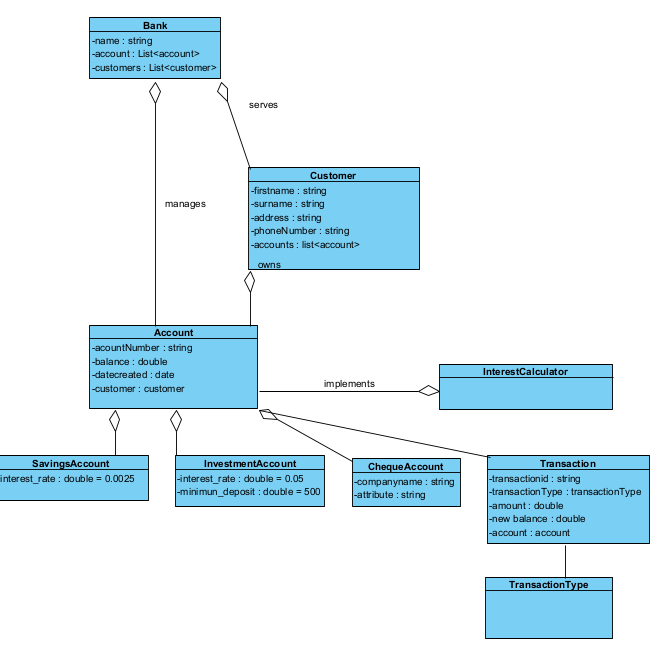 Bank
-name : string
-account : List<account>
-customers : List<customer>
serves
Customer
-firstname : string
-surname : string
-address : string
-phoneNumber : string
-accounts : list<account>
owns
manages
Account
-acountNumber : string
-balance : double
-datecreated : date
-customer : customer
implements
InterestCalculator
SavingsAccount
interest_rate : double = 0.0025
InvestmentAccount
-interest_rate : double = 0.05
-minimun_deposit : double = 500
ChequeAccount
-companyname : string
-attribute : string
Transaction
-transactionid : string
-transactionType : transactionType
-amount : double
-new balance : double
-account : account
TransactionType